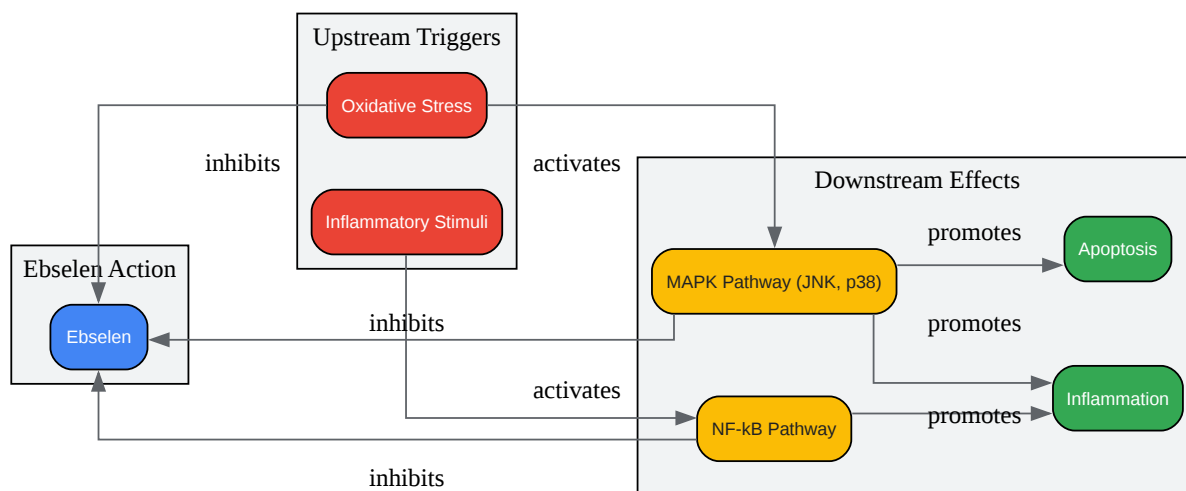 Upstream Triggers
Oxidative Stress
inhibits
activates
Inflammatory Stimuli
Downstream Effects
promotes
Apoptosis
Ebselen Action
MAPK Pathway (JNK, p38)
Ebselen
inhibits
promotes
activates
Inflammation
promotes
NF-kB Pathway
inhibits